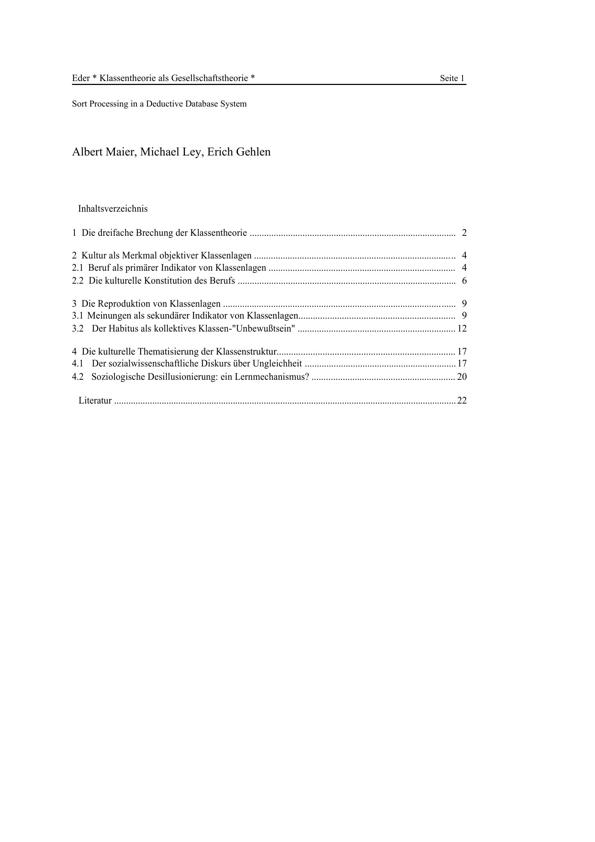 Eder * Klassentheorie als Gesellschaftstheorie * Seite 1
Sort Processing in a Deductive Database System
Albert Maier, Michael Ley, Erich Gehlen
Inhaltsverzeichnis
1 Die dreifache Brechung der Klassentheorie .................................................................................... 2
2 Kultur als Merkmal objektiver Klassenlagen .................................................................................. 4
2.1 Beruf als primärer Indikator von Klassenlagen ............................................................................ 4
2.2 Die kulturelle Konstitution des Berufs ......................................................................................... 6
3 Die Reproduktion von Klassenlagen ............................................................................................... 9
3.1 Meinungen als sekundärer Indikator von Klassenlagen................................................................ 9
3.2 Der Habitus als kollektives Klassen-"Unbewußtsein" ................................................................ 12
4 Die kulturelle Thematisierung der Klassenstruktur......................................................................... 17
4.1 Der sozialwissenschaftliche Diskurs über Ungleichheit .............................................................. 17
4.2 Soziologische Desillusionierung: ein Lernmechanismus? ........................................................... 20
Literatur ........................................................................................................................................... 22